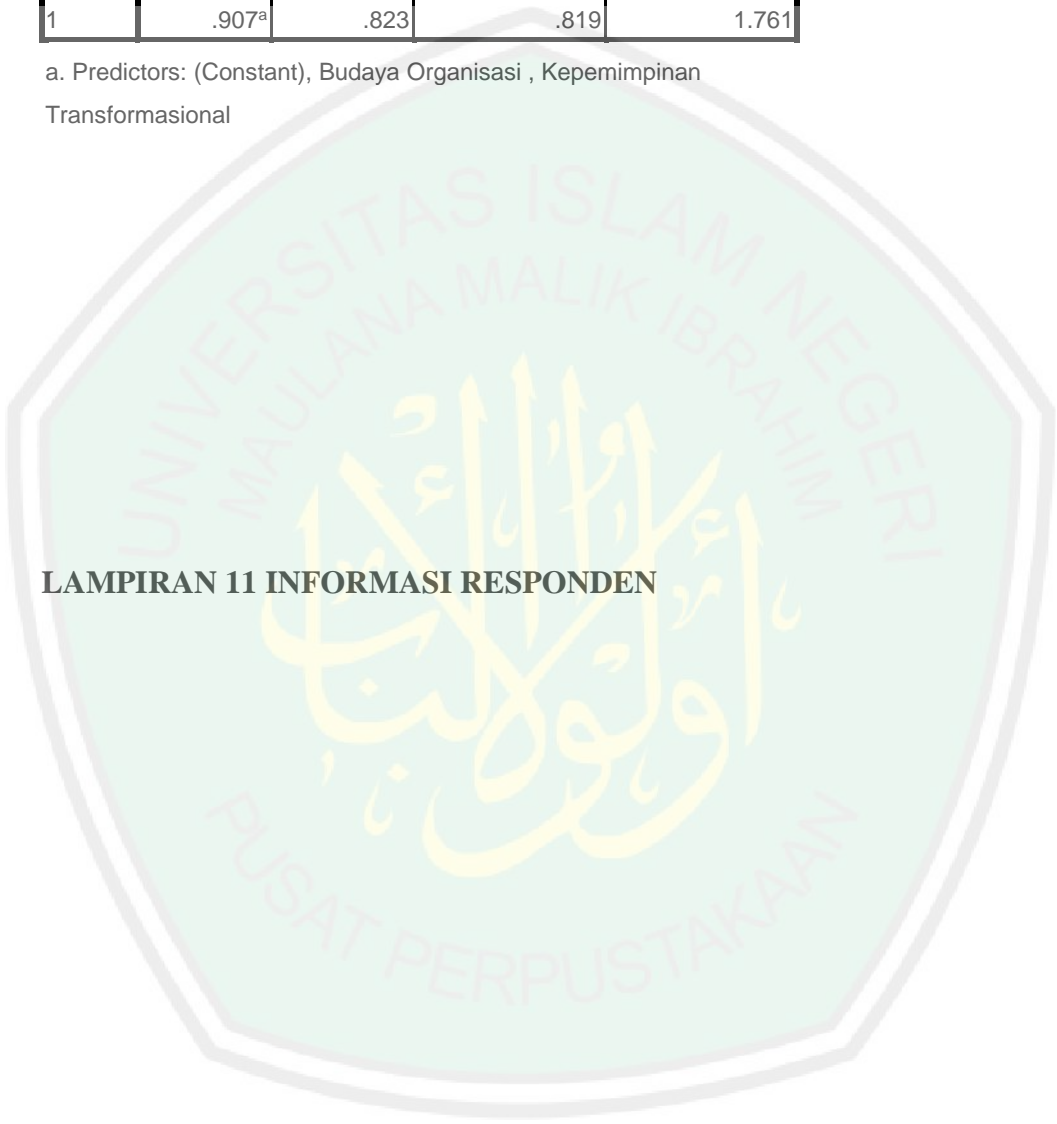 1 .907a .823 .819 1.761
a. Predictors: (Constant), Budaya Organisasi , Kepemimpinan
Transformasional
UNIVERSITAS ISLAM NEGERI
MAULANA MALIK IBRAHIM
LAMPIRAN 11 INFORMASI RESPONDEN
PUSAT PERPUSTAKAAN